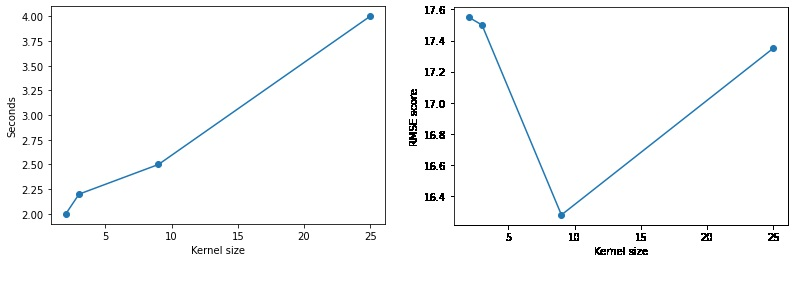 4.00
3.75
3.50
3.25
3.00
2.75
2.50
2.25
2.00
Seconds
5 10 15 20 25
Kernel size
17.6
17.4
17.2
17.0
16.8
16.6
16.4
RMSE score
5 10 15 20 25
Kernel size